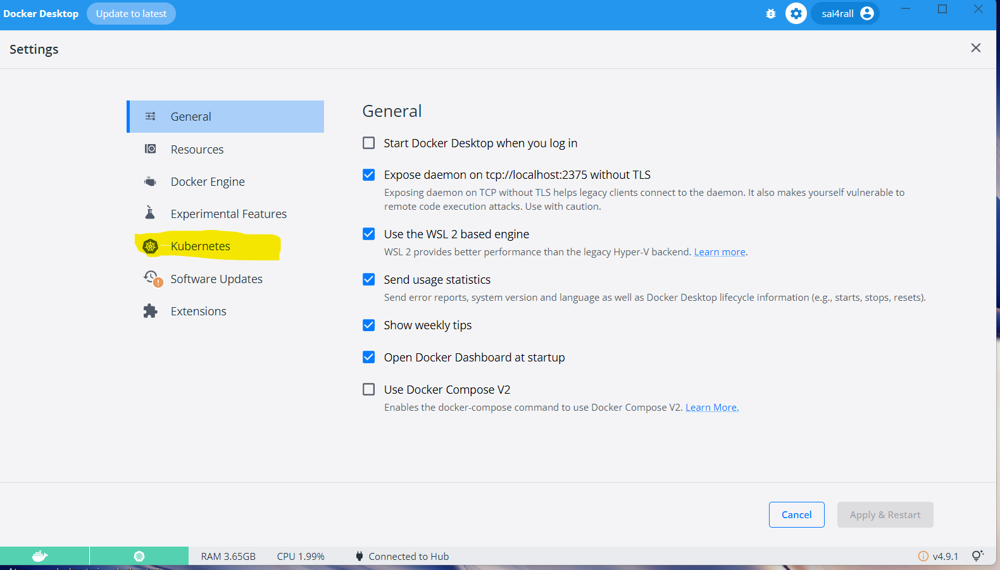 Docker Desktop Update to latest sai4rall
Settings
General
Resources
Docker Engine
Experimental Features
Kubernetes
Software Updates
Extensions
General
Start Docker Desktop when you log in
Expose daemon on tcp://localhost:2375 without TLS
Exposing daemon on TCP without TLS helps legacy clients connect to the daemon. It also makes yourself vulnerable to
remote code execution attacks. Use with caution.
Use the WSL 2 based engine
WSL 2 provides better performance than the legacy Hyper-V backend. Learn more.
Send usage statistics
Send error reports, system version and language as well as Docker Desktop lifecycle information (e.g., starts, stops, resets).
Show weekly tips
Open Docker Dashboard at startup
Use Docker Compose V2
Enables the docker-compose command to use Docker Compose V2. Learn More.
Cancel Apply & Restart
RAM 3.65GB CPU 1.99% Connected to Hub v4.9.1